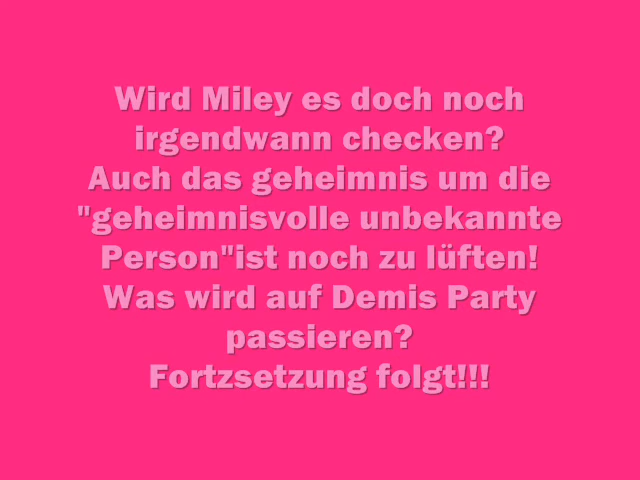 Wird Miley es doch noch
irgendwann checken?
Auch das geheimnis um die
"geheimnisvolle unbekannte
Person"ist noch zu lüften!
Was wird auf Demis Party
passieren?
Fortzsetzung folgt!!!